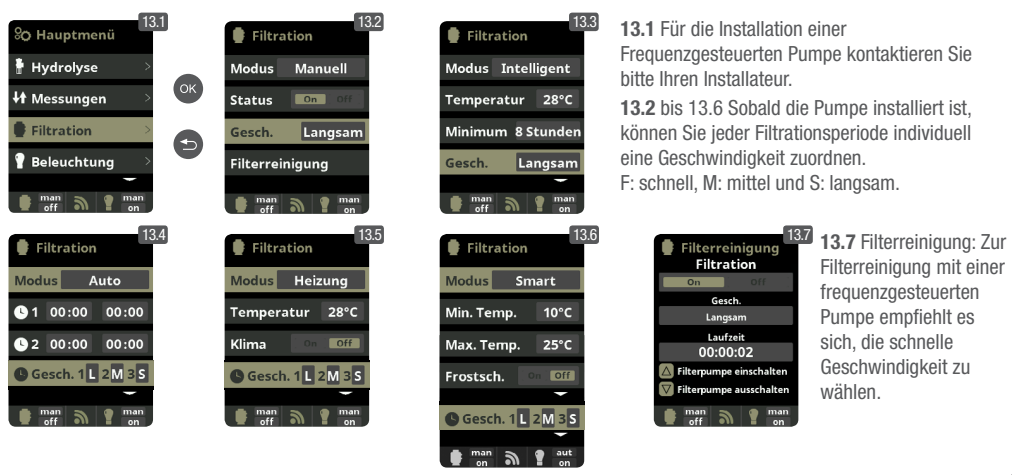 13.1
Hauptmenü
Hydrolyse
Messungen
Filtration
Beleuchtung
man off
man on
OK
13.2
Filtration
Modus Manuell
Status On Off
Gesch. Langsam
Filterreinigung
man off
man on
13.3
Filtration
Modus Intelligent
Temperatur 28°C
Minimum 8 Stunden
Gesch. Langsam
man off
man on
13.1 Für die Installation einer
Frequenzgesteuerten Pumpe kontaktieren Sie
bitte Ihren Installateur.
13.2 bis 13.6 Sobald die Pumpe installiert ist,
können Sie jeder Filtrationsperiode individuell
eine Geschwindigkeit zuordnen.
F: schnell, M: mittel und S: langsam.
13.4
Filtration
Modus Auto
1 00:00 00:00
2 00:00 00:00
Gesch. 1 L 2 M 3 S
man off
man on
13.5
Filtration
Modus Heizung
Temperatur 28°C
Klima On Off
Gesch. 1 L 2 M 3 S
man off
man on
13.6
Filtration
Modus Smart
Min. Temp. 10°C
Max. Temp. 25°C
Frostsch. On Off
Gesch. 1 L 2 M 3 S
man on
aut on
13.7
Filterreinigung
Filtration
On Off
Gesch.
Langsam
Laufzeit
00:00:02
Filterpumpe einschalten
Filterpumpe ausschalten
man off
man on
13.7 Filterreinigung: Zur
Filterreinigung mit einer
frequenzgesteuerten
Pumpe empfiehlt es
sich, die schnelle
Geschwindigkeit zu
wählen.